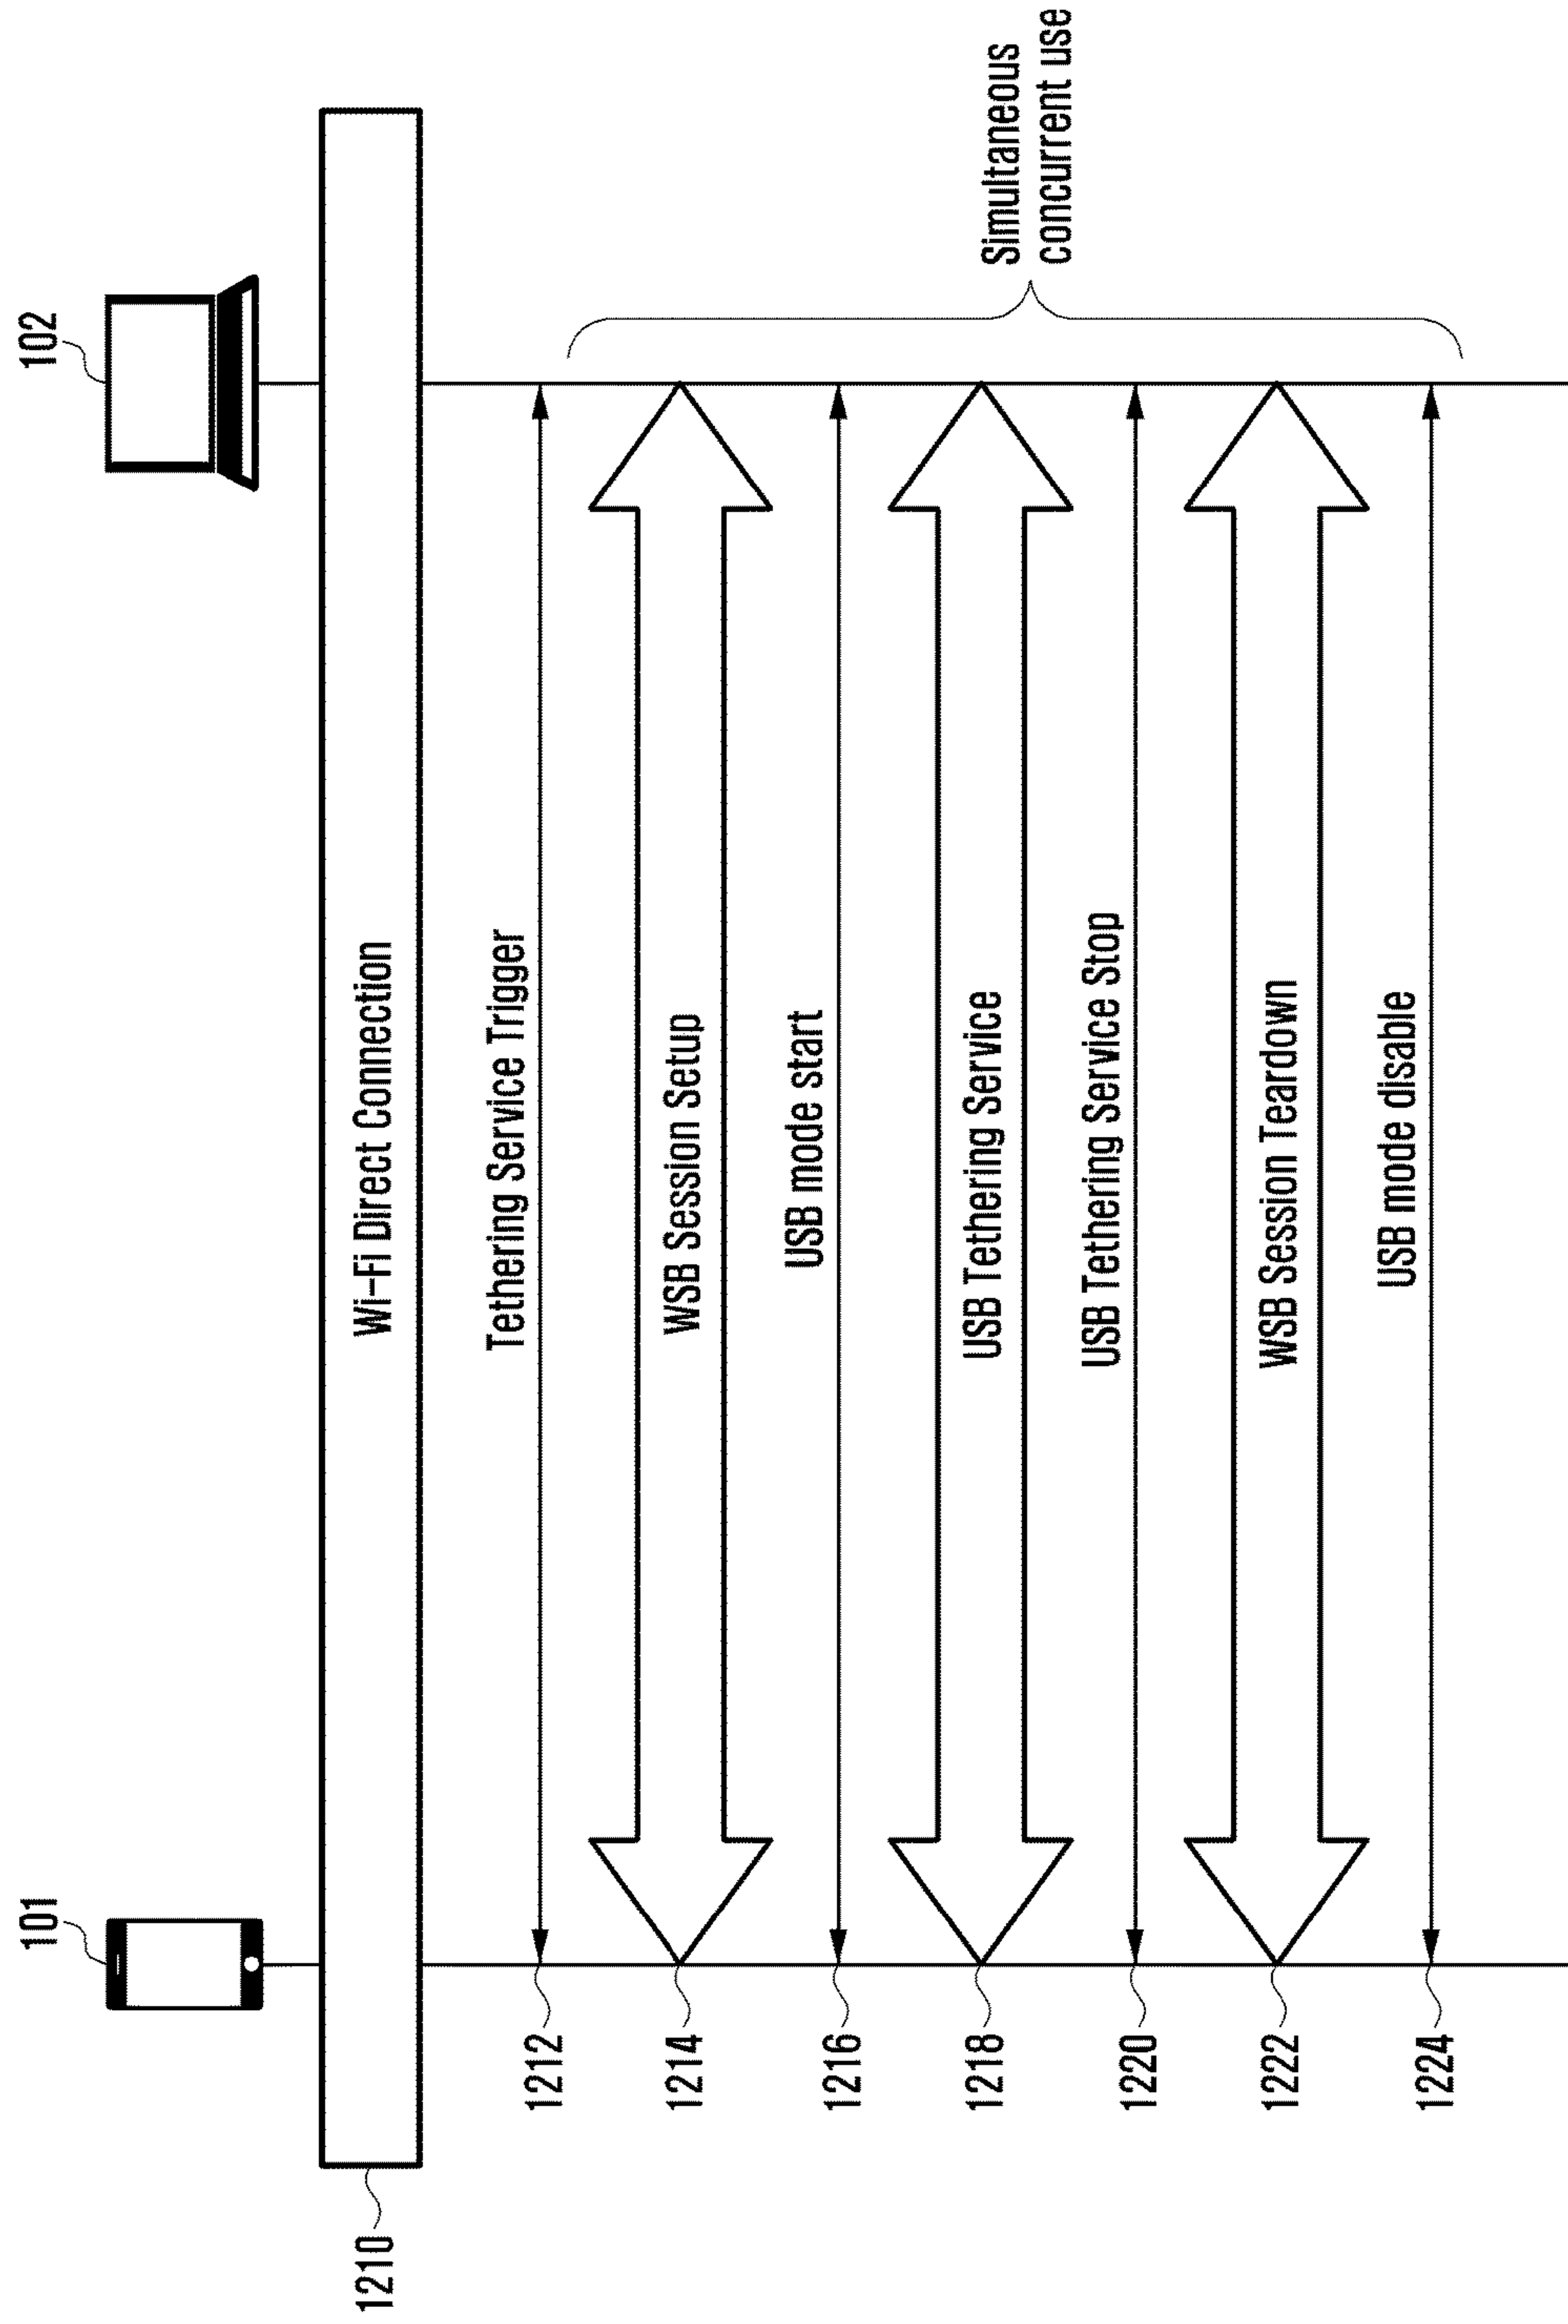 101
102
1210
Wi-Fi Direct Connection
1212
Tethering Service Trigger
1214
WSB Session Setup
1216
USB mode start
1218
USB Tethering Service
1220
USB Tethering Service Stop
1222
WSB Session Teardown
1224
USB mode disable
Simultaneous
concurrent use